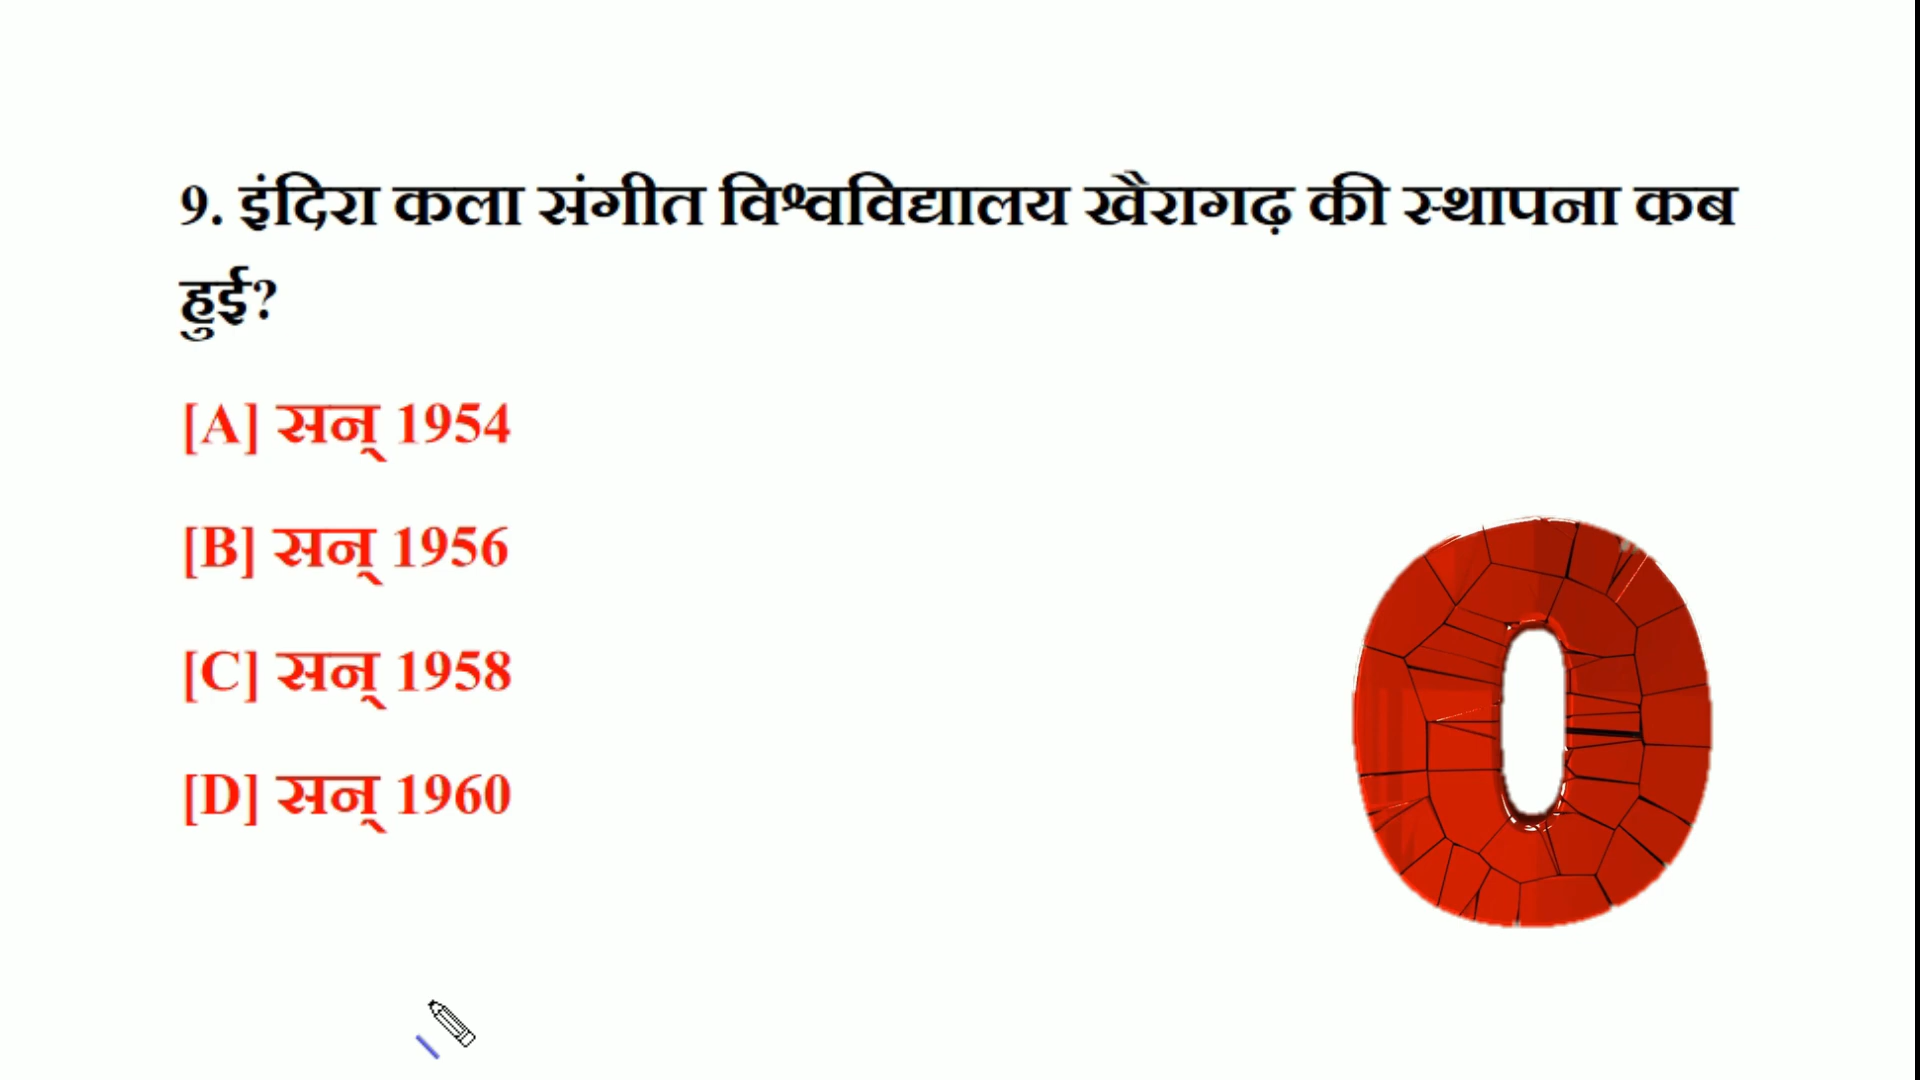 9. इंदिरा कला संगीत विश्वविद्यालय खैरागढ़ की स्थापना कब
हुई?
[A] सन् 1954
[B] सन् 1956
[C] सन् 1958
[D] सन् 1960
0